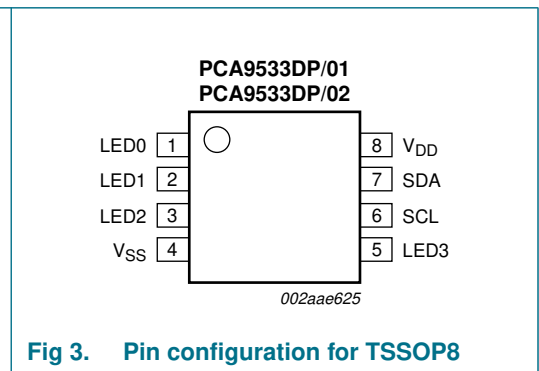 PCA9533DP/01
PCA9533DP/02
LED0 1 8 VDD
LED1 2 7 SDA
LED2 3 6 SCL
VSS 4 5 LED3
002aae625
Fig 3. Pin configuration for TSSOP8